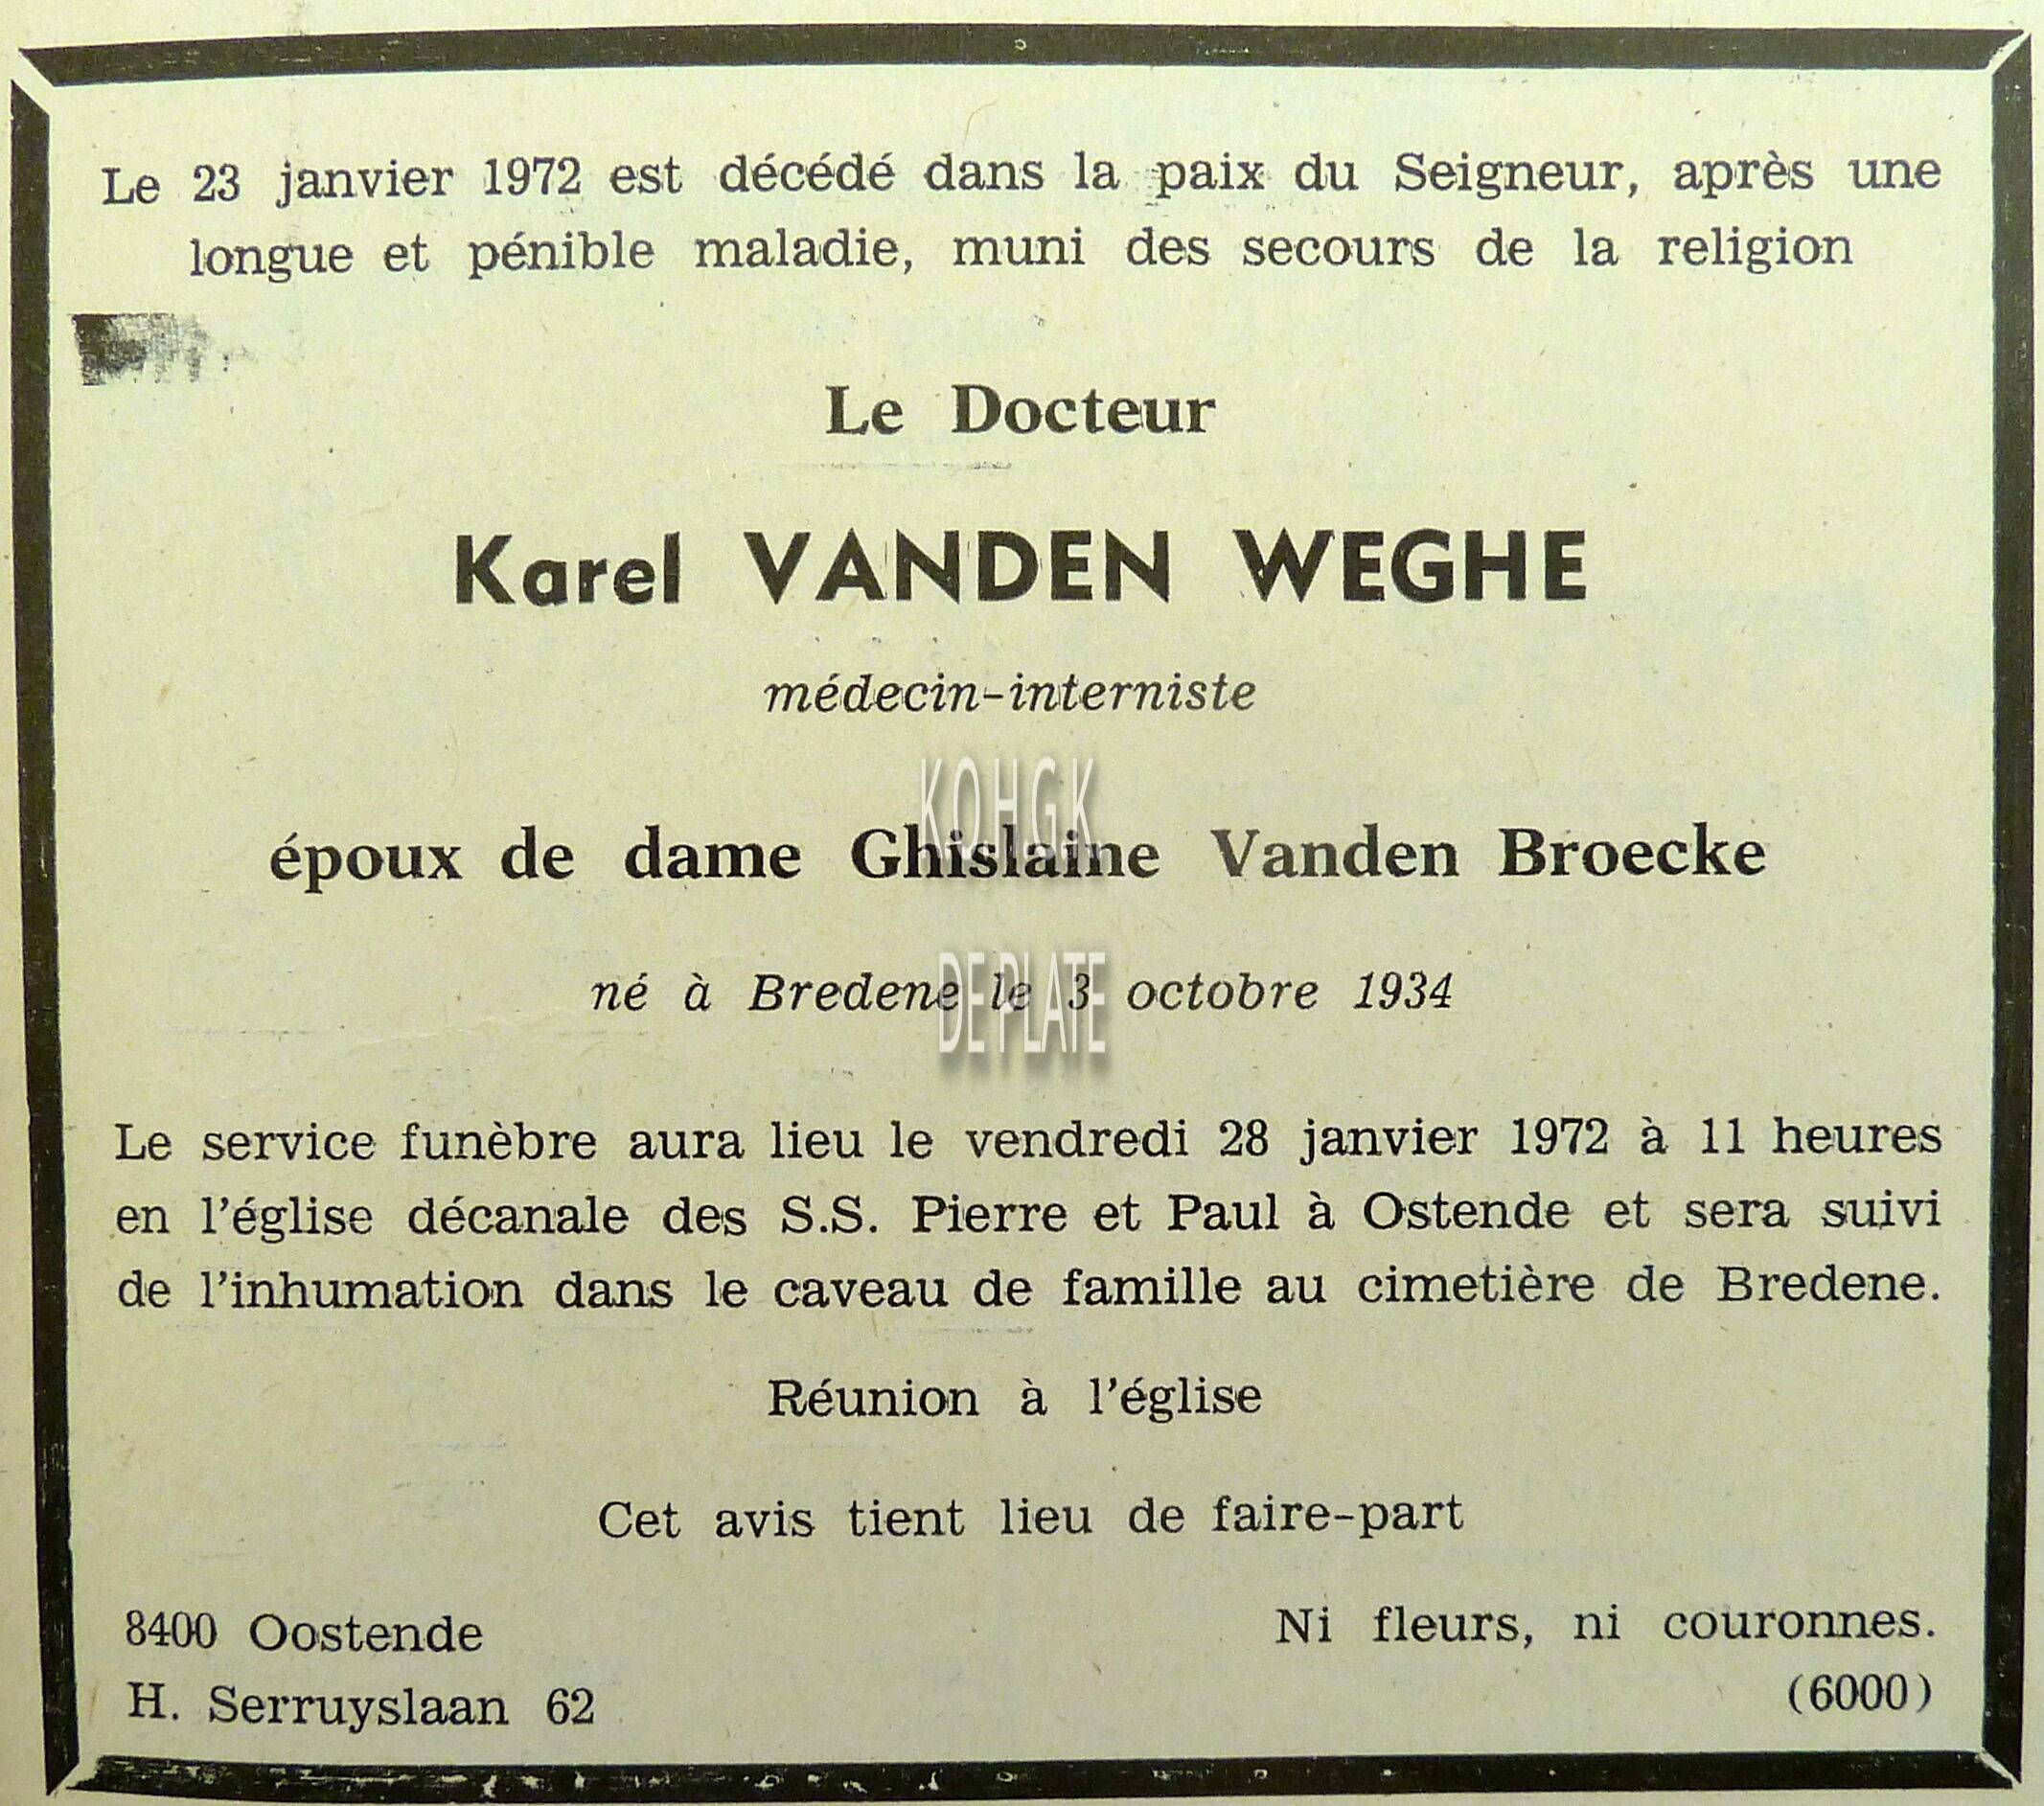 Le 23 janvier 1972 est décédé dans la paix du Seigneur, après une
longue et pénible maladie, muni des secours de la religion
Le Docteur
Karel VANDEN WEGHE
médecin-interniste
KOHGK
époux de dame Ghislaine Vanden Broecke
né à Bredene le 3 octobre 1934
DE PLATE
Le service funèbre aura lieu le vendredi 28 janvier 1972 à 11 heures
en l'église décanale des S.S. Pierre et Paul à Ostende et sera suivi
de l'inhumation dans le caveau de famille au cimetière de Bredene.
Réunion à l'église
Cet avis tient lieu de faire-part
8400 Oostende
H. Serruyslaan 62
Ni fleurs, ni couronnes.
(6000)